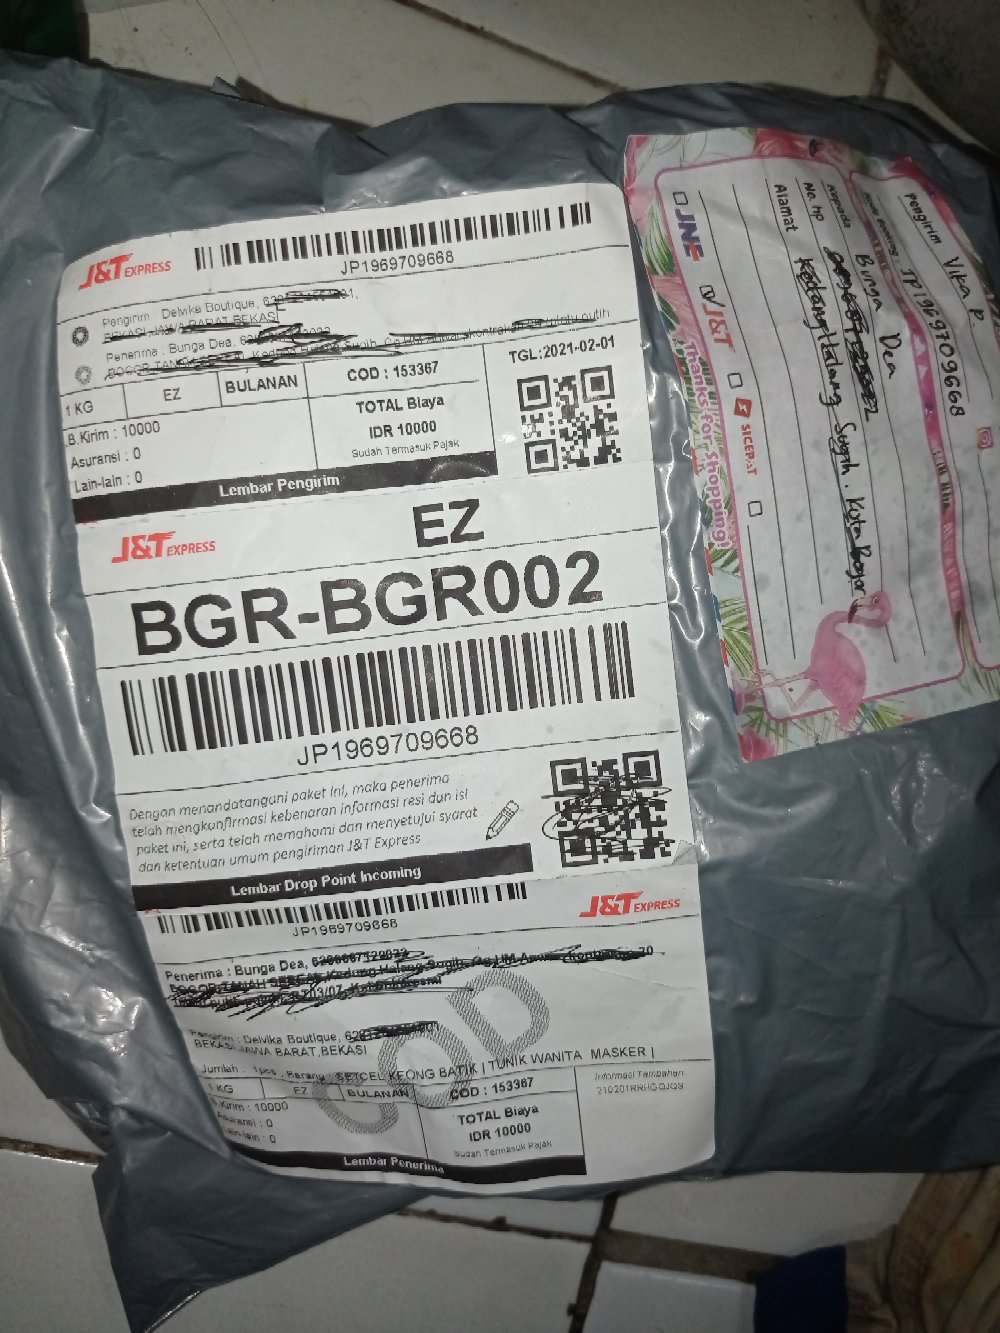 J&T EXPRESS
JP1969709668
Pengirim : Delvika Boutique,
BEKASI, JAWA BARAT, BEKASI
Penerima : Bunga Dea,
1 KG
EZ
BULANAN
COD : 153367
TGL:2021-02-01
B.Kirim : 10000
Asuransi : 0
Lain-lain : 0
TOTAL Biaya
IDR 10000
Sudah Termasuk Pajak
Lembar Pengirim
J&T EXPRESS
EZ
BGR-BGR002
JP1969709668
Dengan menandatangani paket ini, maka penerima
telah mengkonfirmasi kebenaran informasi resi dan isi
paket ini, serta telah memahami dan menyetujui syarat
dan ketentuan umum pengiriman J&T Express
Lembar Drop Point Incoming
J&T EXPRESS
JP1969709668
Penerima : Bunga Dea,
Pengirim : Delvika Boutique,
BEKASI, JAWA BARAT, BEKASI
Jumlah : 1pcs , Barang : SETCEL KEONG BATIK | TUNIK WANITA MASKER |
1 KG
EZ
BULANAN
COD : 153367
Informasi Tambahan
B.Kirim : 10000
Asuransi : 0
Lain-lain : 0
TOTAL Biaya
IDR 10000
Sudah Termasuk Pajak
COD
Lembar Penerima
Pengirim Vika P.
JP1969709668
Kepada Bunga Dea
No. hp
Alamat Kedunghalang Sugih. Kota Bogor
JNE
J&T
SICEPAT
Thanks for Shopping!